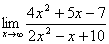 lim x→∞ (4x² + 5x - 7)/(2x² - x + 10)